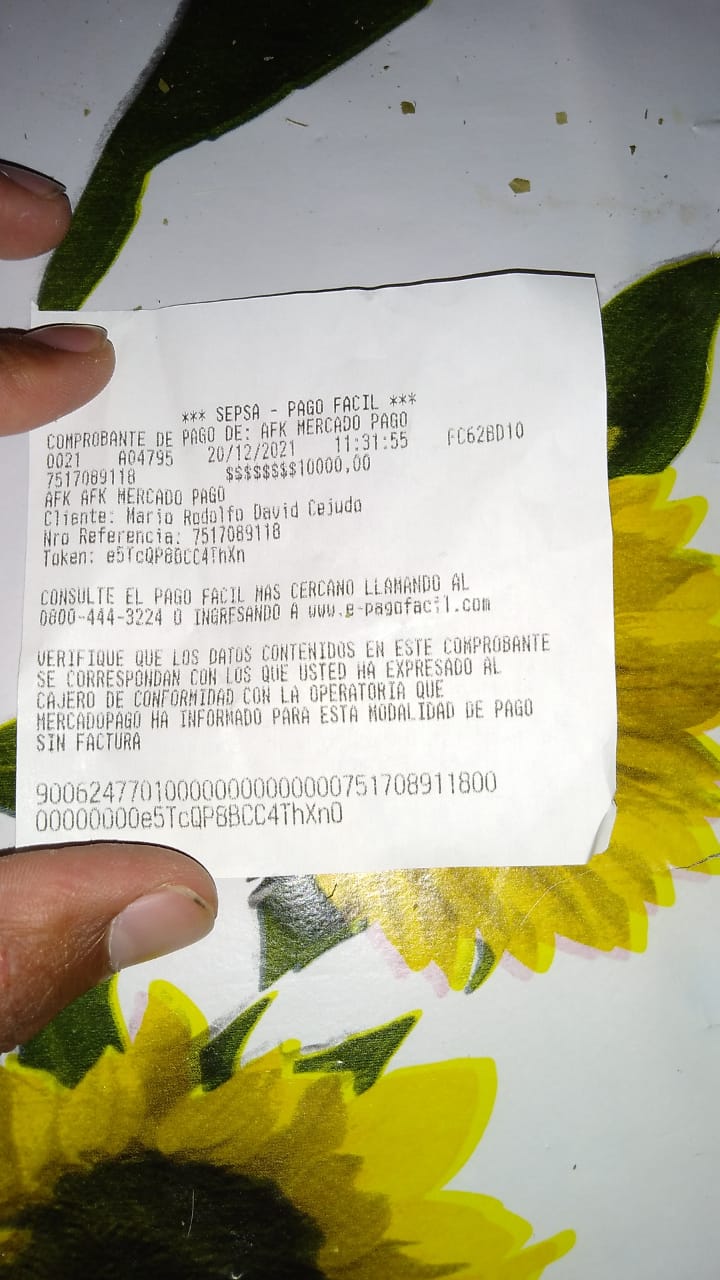 *** SEPSA - PAGO FACIL ***
COMPROBANTE DE PAGO DE: AFK MERCADO PAGO
0021 A04795 20/12/2021 11:31:55 FC62BD10
7517089118 $$$$$$$$10000,00
AFK AFK MERCADO PAGO
Cliente: Mario Rodolfo David Cejudo
Nro Referencia: 7517089118
Token: e5TcQP8BCC4ThXn
CONSULTE EL PAGO FACIL MAS CERCANO LLAMANDO AL
0800-444-3224 O INGRESANDO A www.e-pagofacil.com
VERIFIQUE QUE LOS DATOS CONTENIDOS EN ESTE COMPROBANTE
SE CORRESPONDAN CON LOS QUE USTED HA EXPRESADO AL
CAJERO DE CONFORMIDAD CON LA OPERATORIA QUE
MERCADOPAGO HA INFORMADO PARA ESTA MODALIDAD DE PAGO
SIN FACTURA
90062477010000000000000075170891180​0
00000000e5TcQP8BCC4ThXn0